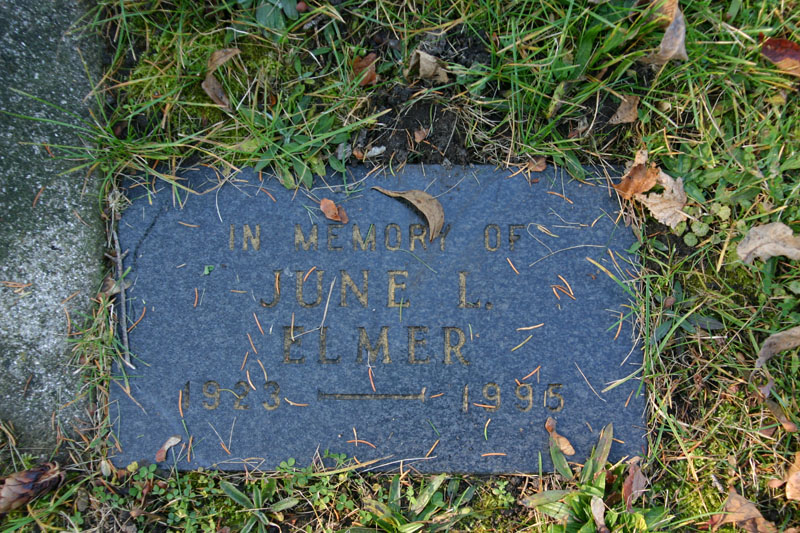 IN MEMORY OF
JUNE L.
ELMER
1923 — 1995